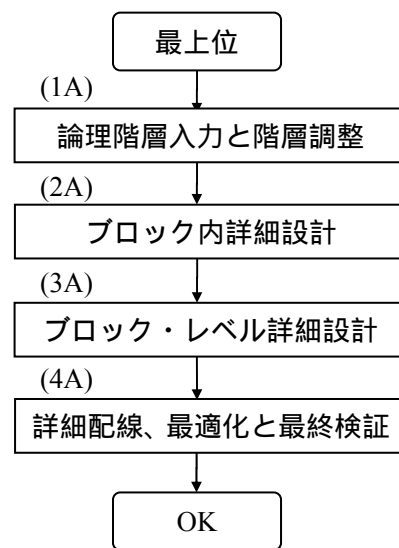 最上位
(1A)
論理階層入力と階層調整
(2A)
ブロック内詳細設計
(3A)
ブロック・レベル詳細設計
(4A)
詳細配線、最適化と最終検証
OK